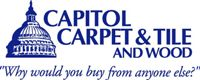 CAPITOL
CARPET & TILE
AND WOOD
"Why would you buy from anyone else?"